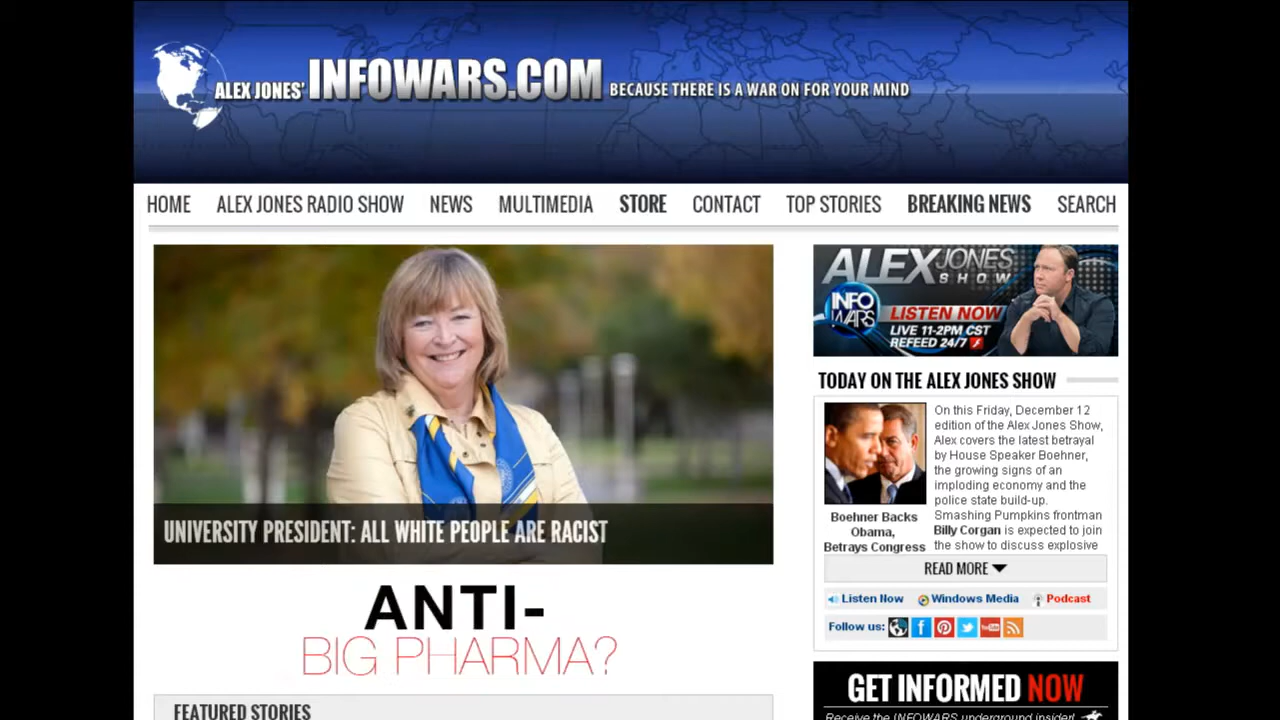 ALEX JONES' INFOWARS.COM BECAUSE THERE IS A WAR ON FOR YOUR MIND
HOME ALEX JONES RADIO SHOW NEWS MULTIMEDIA STORE CONTACT TOP STORIES BREAKING NEWS SEARCH
UNIVERSITY PRESIDENT: ALL WHITE PEOPLE ARE RACIST
ANTI-
BIG PHARMA?
FEATURED STORIES
ALEX JONES
SHOW
INFO
WARS
LISTEN NOW
LIVE 11-2PM CST
REFEED 24/7
TODAY ON THE ALEX JONES SHOW
Boehner Backs
Obama,
Betrays Congress
On this Friday, December 12
edition of the Alex Jones Show,
Alex covers the latest betrayal
by House Speaker Boehner,
the growing signs of an
imploding economy and the
police state build-up.
Smashing Pumpkins frontman
Billy Corgan is expected to join
the show to discuss explosive
READ MORE
Listen Now Windows Media Podcast
Follow us:
GET INFORMED NOW
Receive the INFOWARS underground insider!